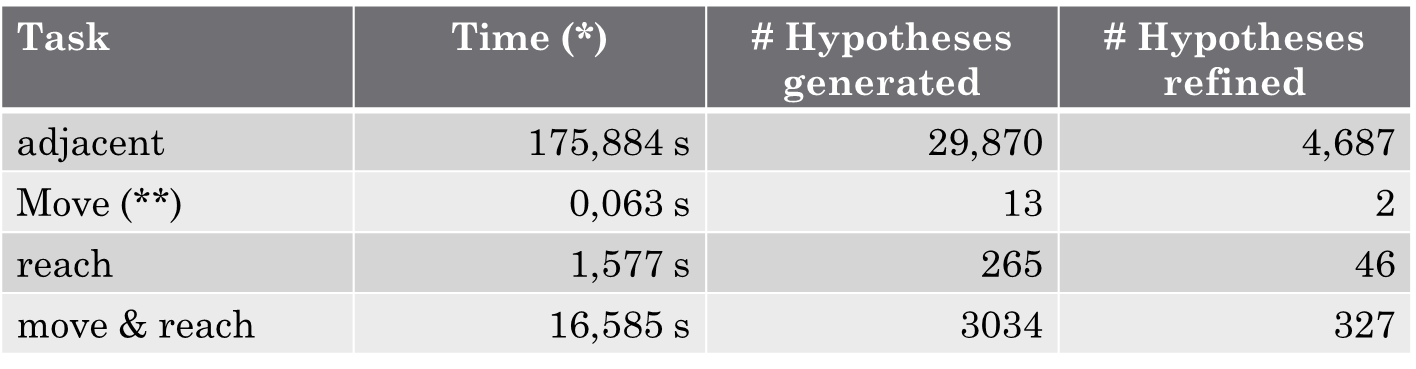 Task Time (*) # Hypotheses generated # Hypotheses refined
adjacent 175,884 s 29,870 4,687
Move (**) 0,063 s 13 2
reach 1,577 s 265 46
move & reach 16,585 s 3034 327